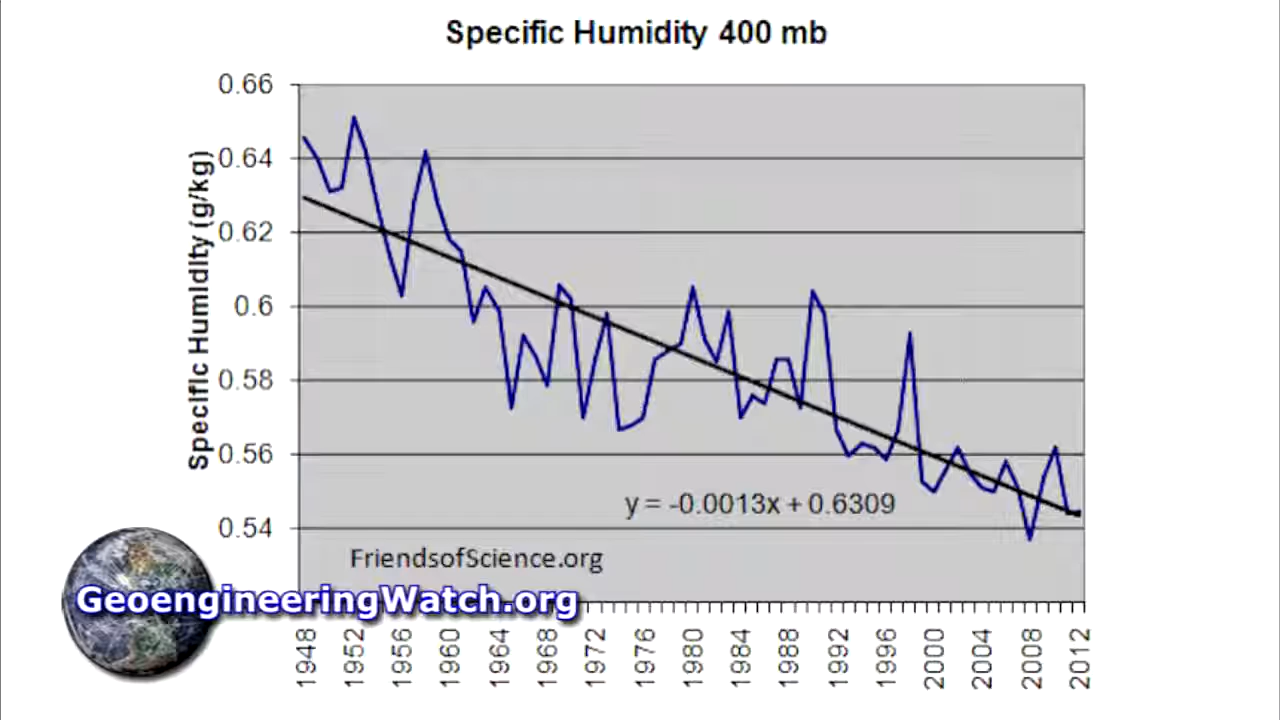 Specific Humidity 400 mb
Specific Humidity (g/kg)
0.66
0.64
0.62
0.6
0.58
0.56
0.54
y = -0.0013x + 0.6309
FriendsofScience.org
GeoengineeringWatch.org
1948 1952 1956 1960 1964 1968 1972 1976 1980 1984 1988 1992 1996 2000 2004 2008 2012